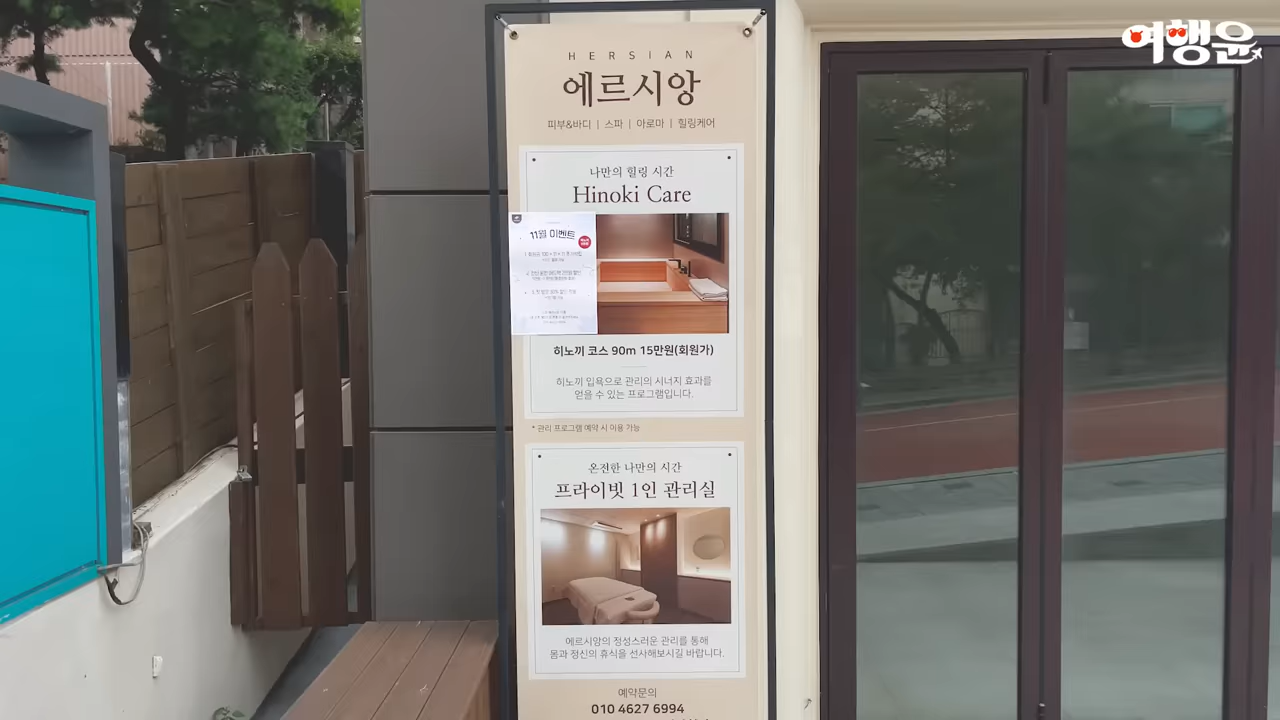 여행윤
HERSIAN
에르시앙
피부&바디 | 스파 | 아로마 | 힐링케어
나만의 힐링 시간
Hinoki Care
11월 이벤트
히노끼 코스 90m 15만원(회원가)
히노끼 입욕으로 관리의 시너지 효과를
얻을 수 있는 프로그램입니다.
* 관리 프로그램 예약 시 이용 가능
온전한 나만의 시간
프라이빗 1인 관리실
에르시앙의 정성스러운 관리를 통해
몸과 정신의 휴식을 선사해보시길 바랍니다.
예약문의
010 4627 6994